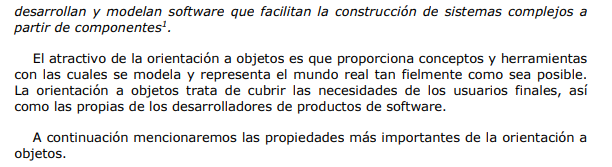 desarrollan y modelan software que facilitan la construcción de sistemas complejos a
partir de componentes¹.
El atractivo de la orientación a objetos es que proporciona conceptos y herramientas
con las cuales se modela y representa el mundo real tan fielmente como sea posible.
La orientación a objetos trata de cubrir las necesidades de los usuarios finales, así
como las propias de los desarrolladores de productos de software.
A continuación mencionaremos las propiedades más importantes de la orientación a
objetos.